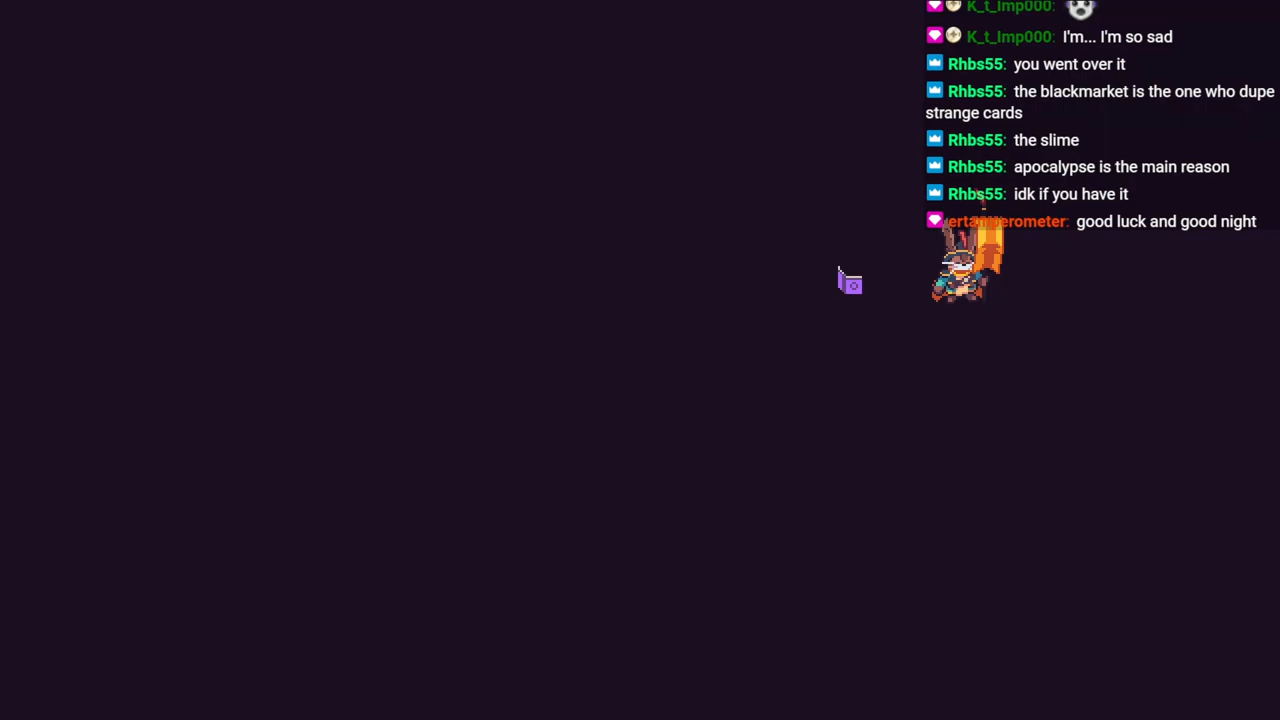 K_t_Imp000:
K_t_Imp000: I'm... I'm so sad
Rhbs55: you went over it
Rhbs55: the blackmarket is the one who dupe
strange cards
Rhbs55: the slime
Rhbs55: apocalypse is the main reason
Rhbs55: idk if you have it
good luck and good night